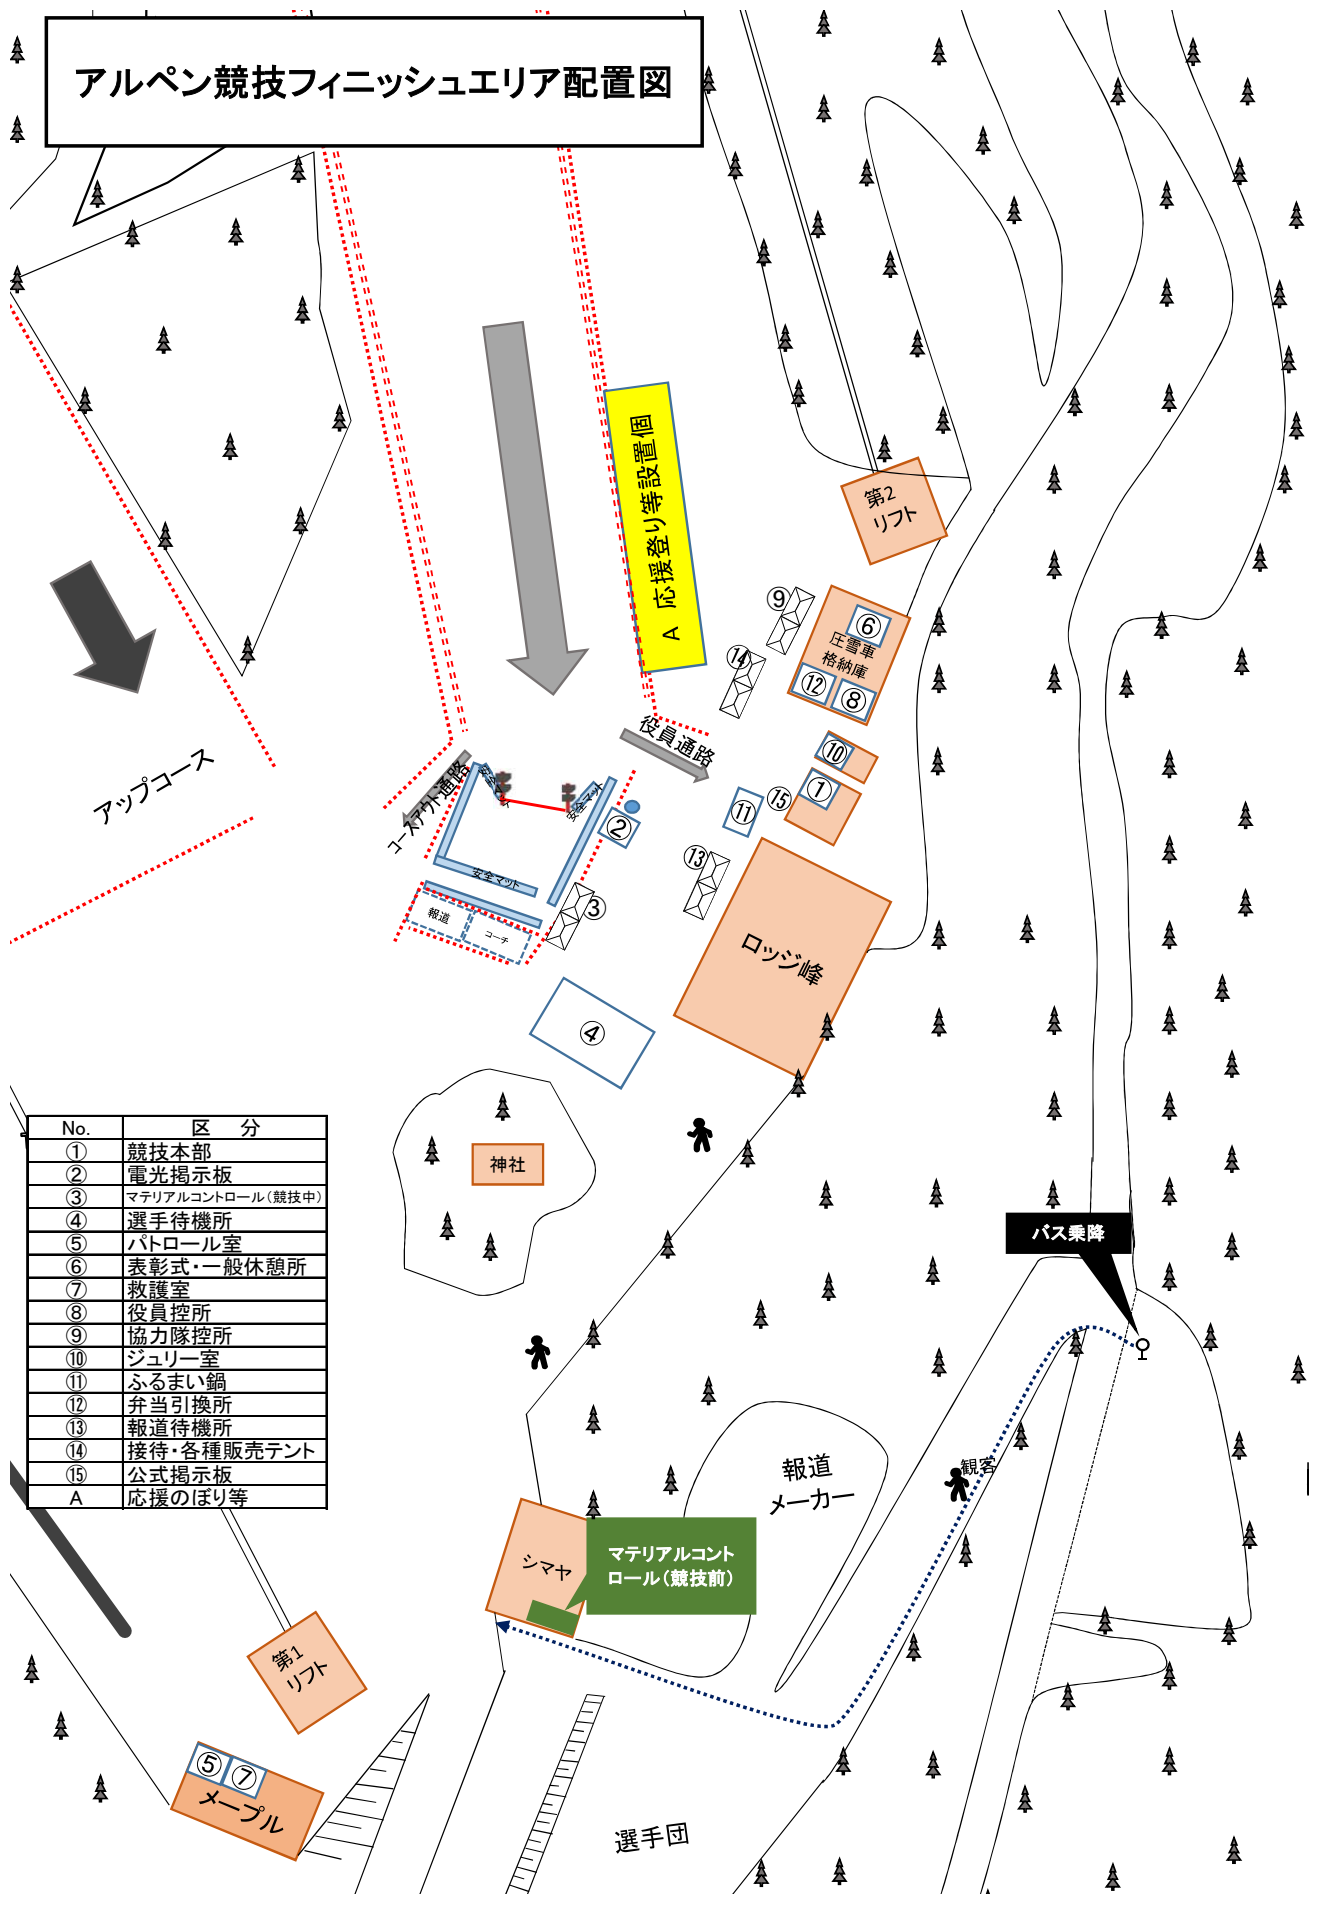 アルペン競技フィニッシュエリア配置図
A 応援登り等設置個
第2
リフト
⑨
⑥
圧雪車
格納庫
⑭
⑫
⑧
役員通路
⑩
アップコース
コースアウト通路
安全マット
安全マット
①
⑮
⑪
②
安全マット
⑬
③
報道
コーチ
ロッジ峰
④
神社
No. 区 分
① 競技本部
② 電光掲示板
③ マテリアルコントロール(競技中)
④ 選手待機所
⑤ パトロール室
⑥ 表彰式・一般休憩所
⑦ 救護室
⑧ 役員控所
⑨ 協力隊控所
⑩ ジュリー室
⑪ ふるまい鍋
⑫ 弁当引換所
⑬ 報道待機所
⑭ 接待・各種販売テント
⑮ 公式掲示板
A 応援のぼり等
バス乗降
報道
メーカー
観客
シマヤ
マテリアルコント
ロール(競技前)
第1
リフト
⑤
⑦
メープル
選手団